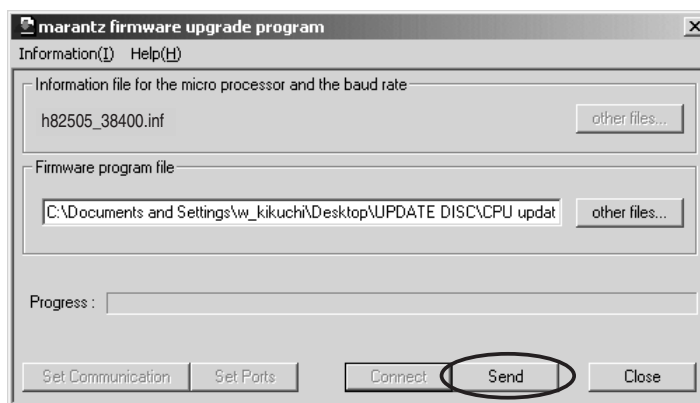 marantz firmware upgrade program
Information(I) Help(H)
Information file for the micro processor and the baud rate
h82505_38400.inf
other files...
Firmware program file
C:\Documents and Settings\w_kikuchi\Desktop\UPDATE DISC\CPU updat
other files...
Progress :
Set Communication Set Ports Connect Send Close